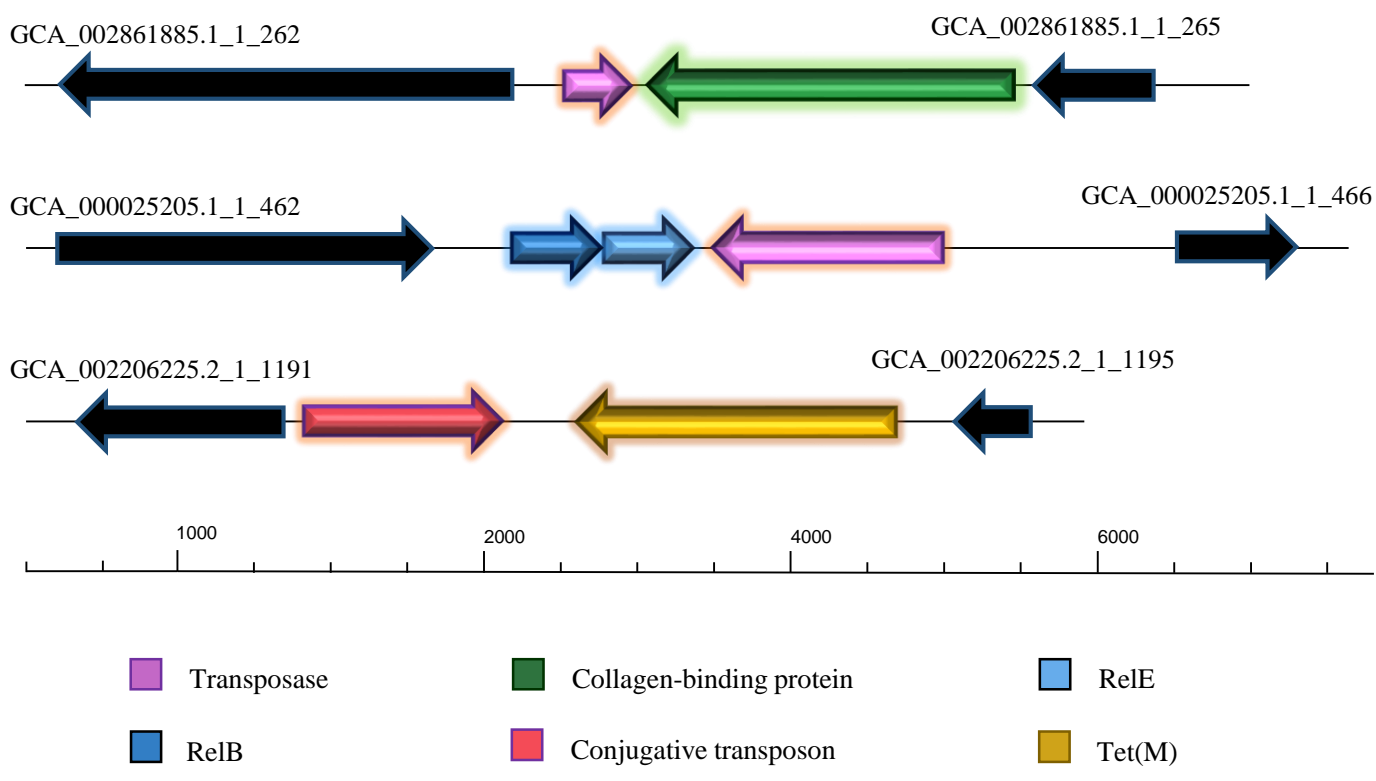 GCA_002861885.1_1_262
GCA_002861885.1_1_265
GCA_000025205.1_1_462
GCA_000025205.1_1_466
GCA_002206225.2_1_1191
GCA_002206225.2_1_1195
1000 2000 4000 6000
Transposase Collagen-binding protein RelE
RelB Conjugative transposon Tet(M)